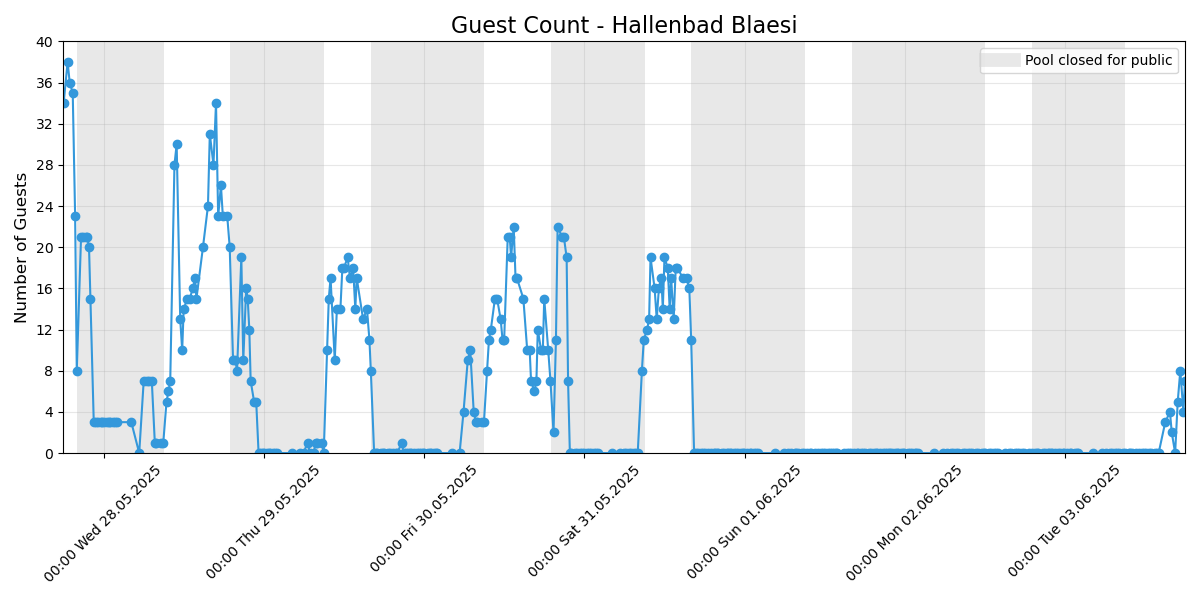 Guest Count - Hallenbad Blaesi
Pool closed for public
Number of Guests
40
36
32
28
24
20
16
12
8
4
0
00:00 Wed 28.05.2025
00:00 Thu 29.05.2025
00:00 Fri 30.05.2025
00:00 Sat 31.05.2025
00:00 Sun 01.06.2025
00:00 Mon 02.06.2025
00:00 Tue 03.06.2025